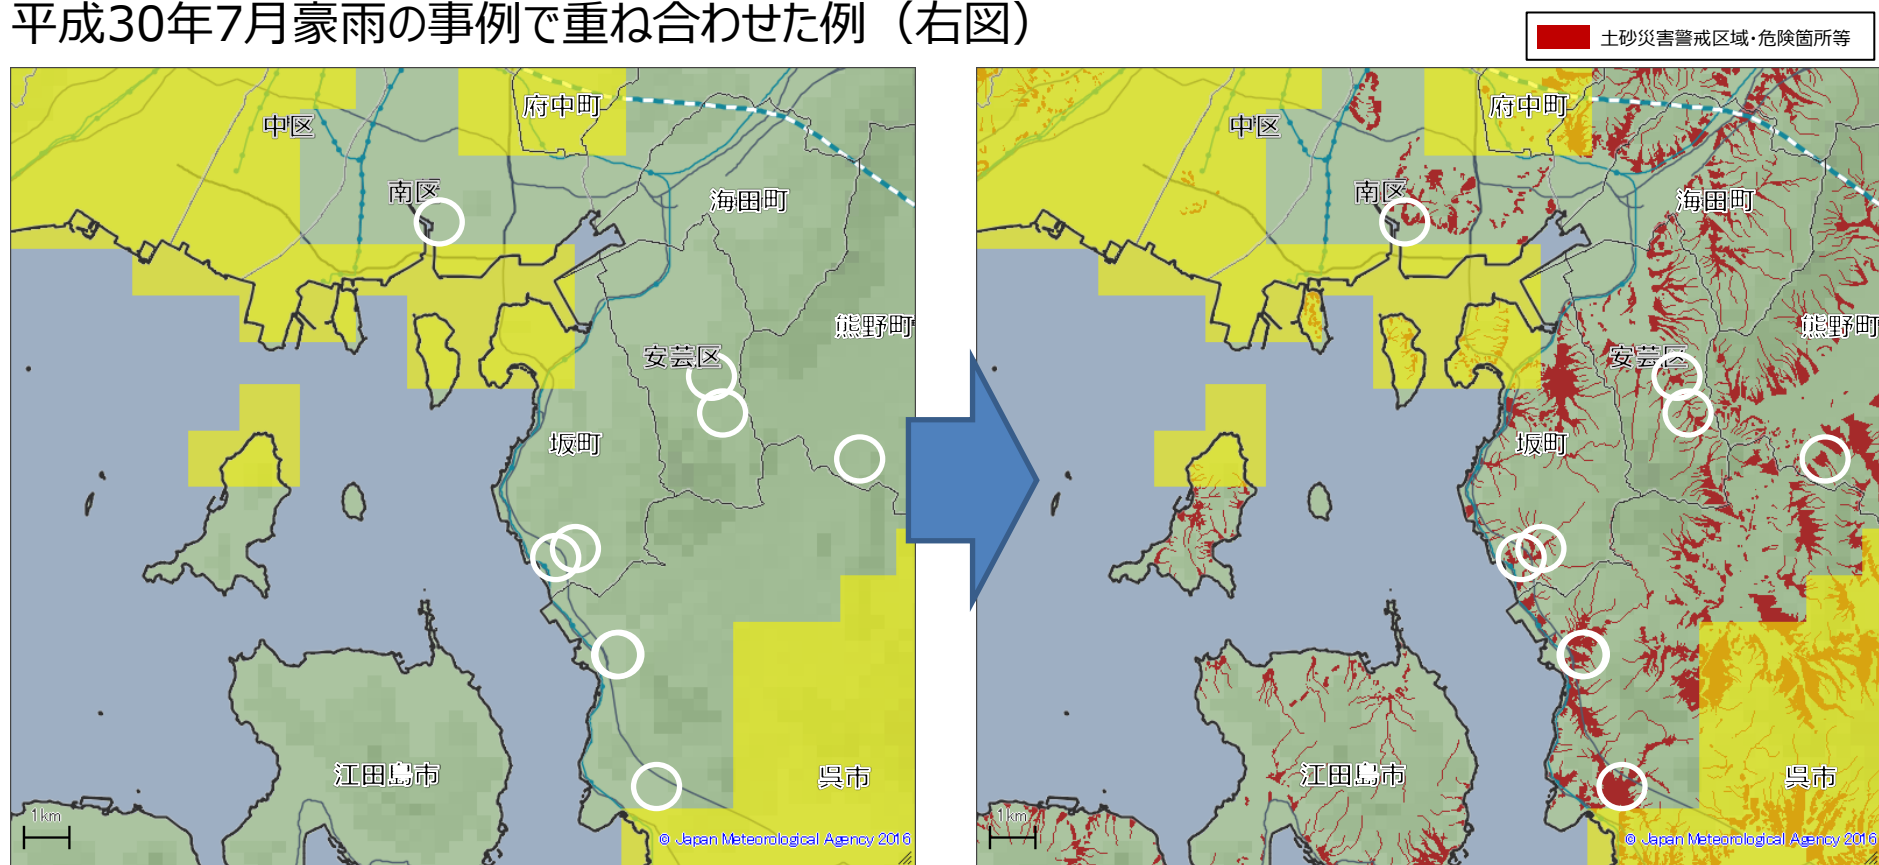 平成30年7月豪雨の事例で重ね合わせた例（右図）
土砂災害警戒区域・危険箇所等
府中町
中区
南区
海田町
熊野町
安芸区
坂町
江田島市
呉市
1km
© Japan Meteorological Agency 2016
府中町
中区
南区
海田町
熊野町
安芸区
坂町
江田島市
呉市
1km
© Japan Meteorological Agency 2016